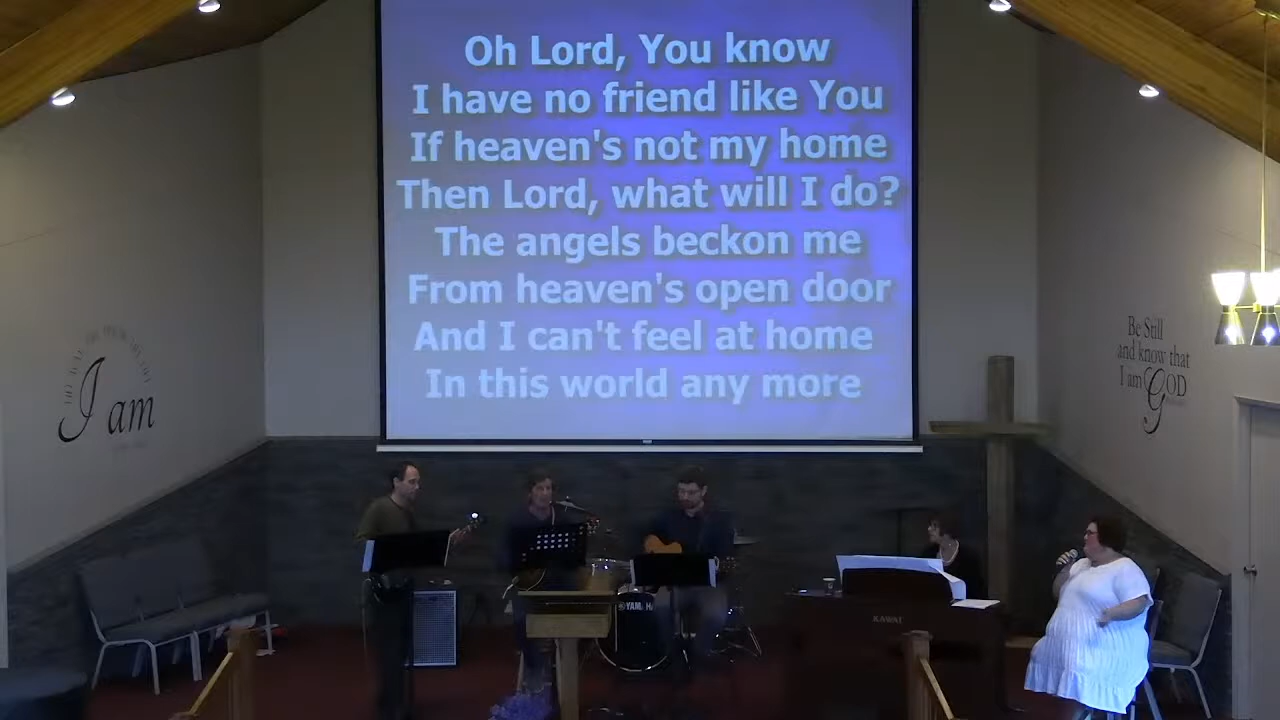 Oh Lord, You know
I have no friend like You
If heaven's not my home
Then Lord, what will I do?
The angels beckon me
From heaven's open door
And I can't feel at home
In this world any more
I am
Be Still
and know that
I am GOD
YAMAHA
KAWAI